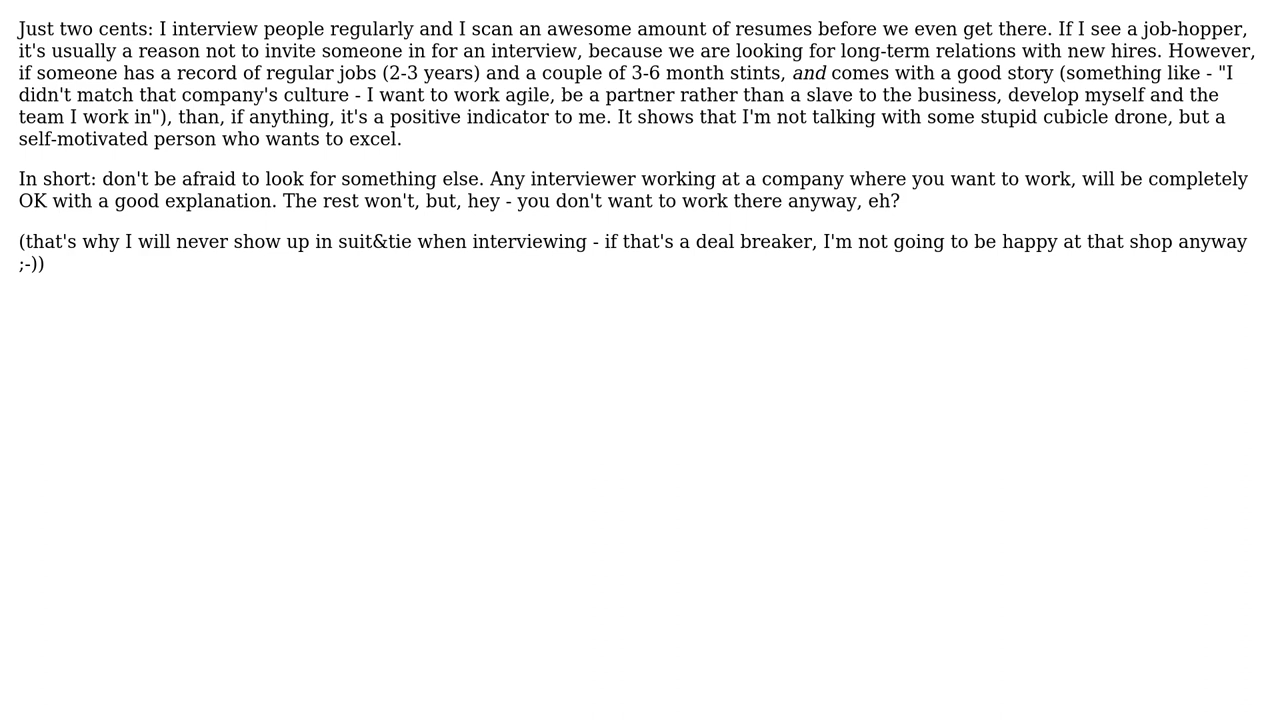 Just two cents: I interview people regularly and I scan an awesome amount of resumes before we even get there. If I see a job-hopper,
it's usually a reason not to invite someone in for an interview, because we are looking for long-term relations with new hires. However,
if someone has a record of regular jobs (2-3 years) and a couple of 3-6 month stints, and comes with a good story (something like - "I
didn't match that company's culture - I want to work agile, be a partner rather than a slave to the business, develop myself and the
team I work in"), than, if anything, it's a positive indicator to me. It shows that I'm not talking with some stupid cubicle drone, but a
self-motivated person who wants to excel.
In short: don't be afraid to look for something else. Any interviewer working at a company where you want to work, will be completely
OK with a good explanation. The rest won't, but, hey - you don't want to work there anyway, eh?
(that's why I will never show up in suit&tie when interviewing - if that's a deal breaker, I'm not going to be happy at that shop anyway
;-))